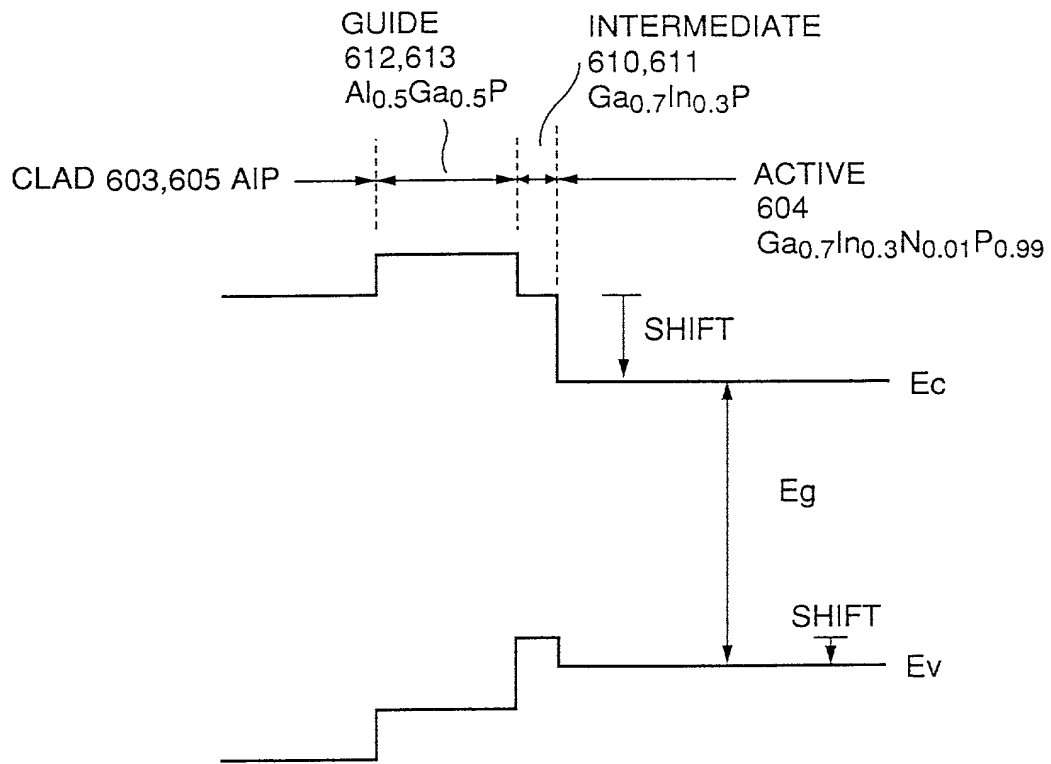 GUIDE
612,613
Al0.5Ga0.5P
INTERMEDIATE
610,611
Ga0.7In0.3P
CLAD 603,605 AlP
ACTIVE
604
Ga0.7In0.3N0.01P0.99
SHIFT
Ec
Eg
SHIFT
Ev